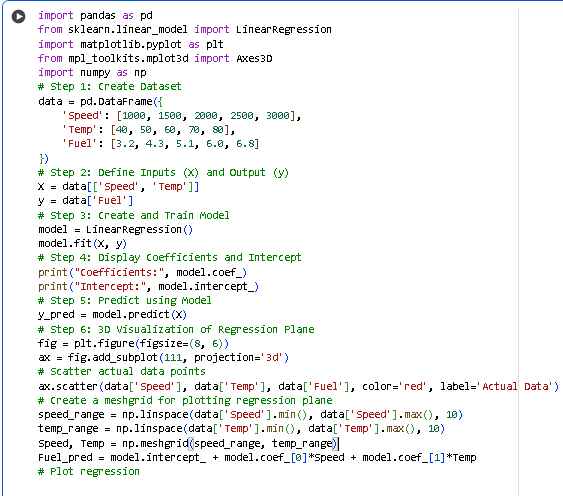 import pandas as pd
from sklearn.linear_model import LinearRegression
import matplotlib.pyplot as plt
from mpl_toolkits.mplot3d import Axes3D
import numpy as np
# Step 1: Create Dataset
data = pd.DataFrame({
    'Speed': [1000, 1500, 2000, 2500, 3000],
    'Temp': [40, 50, 60, 70, 80],
    'Fuel': [3.2, 4.3, 5.1, 6.0, 6.8]
})
# Step 2: Define Inputs (X) and Output (y)
X = data[['Speed', 'Temp']]
y = data['Fuel']
# Step 3: Create and Train Model
model = LinearRegression()
model.fit(X, y)
# Step 4: Display Coefficients and Intercept
print("Coefficients:", model.coef_)
print("Intercept:", model.intercept_)
# Step 5: Predict using Model
y_pred = model.predict(X)
# Step 6: 3D Visualization of Regression Plane
fig = plt.figure(figsize=(8, 6))
ax = fig.add_subplot(111, projection='3d')
# Scatter actual data points
ax.scatter(data['Speed'], data['Temp'], data['Fuel'], color='red', label='Actual Data')
# Create a meshgrid for plotting regression plane
speed_range = np.linspace(data['Speed'].min(), data['Speed'].max(), 10)
temp_range = np.linspace(data['Temp'].min(), data['Temp'].max(), 10)
Speed, Temp = np.meshgrid(speed_range, temp_range)
Fuel_pred = model.intercept_ + model.coef_[0]*Speed + model.coef_[1]*Temp
# Plot regression